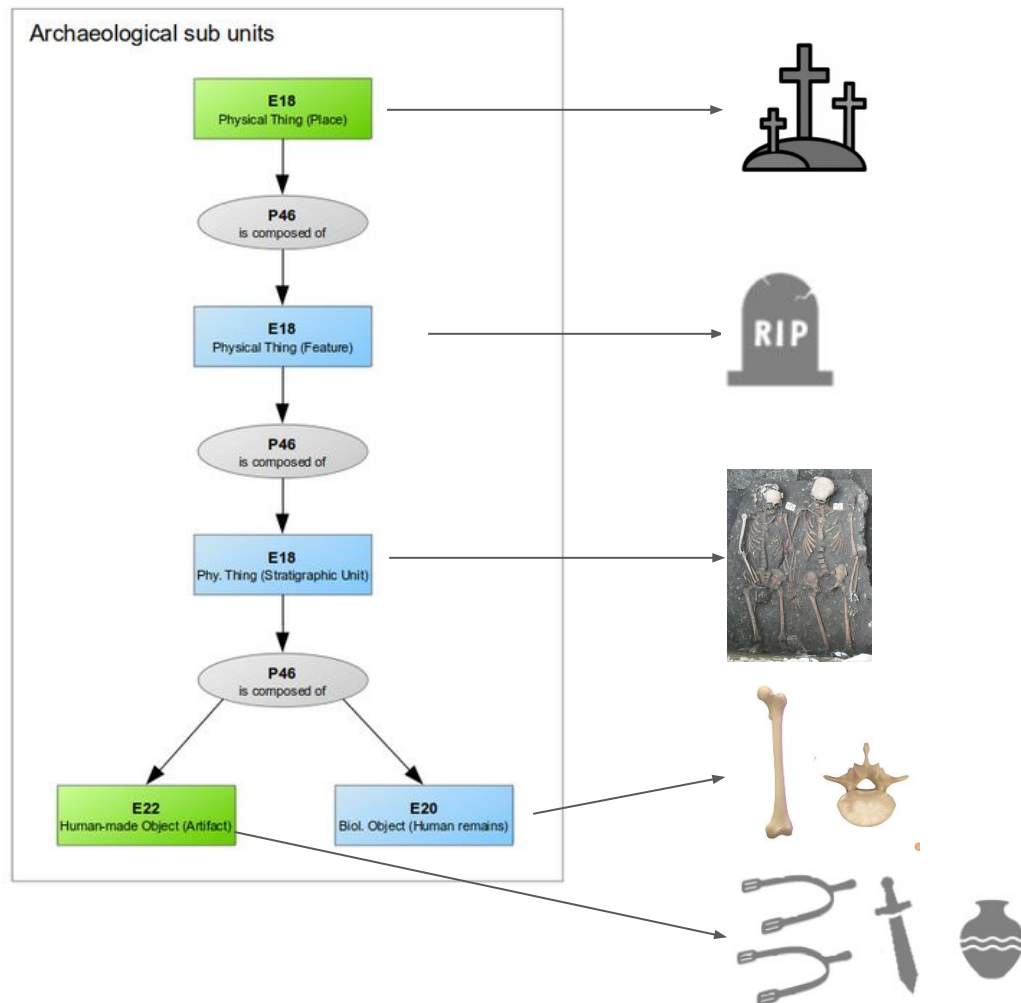 Archaeological sub units
E18
Physical Thing (Place)
P46
is composed of
E18
Physical Thing (Feature)
RIP
P46
is composed of
E18
Phy. Thing (Stratigraphic Unit)
P46
is composed of
E22
Human-made Object (Artifact)
E20
Biol. Object (Human remains)